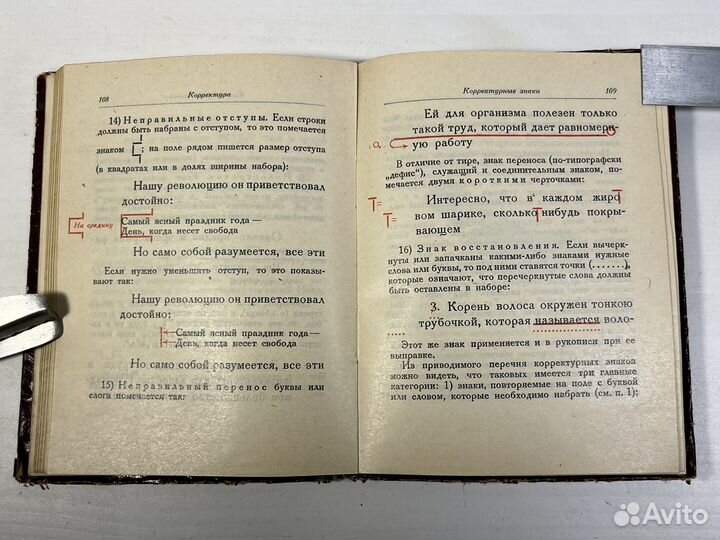 108
Корректура
14) Неправильные отступы. Если строки
должны быть набраны с отступом, то это помечается
знаком ; на поле рядом пишется размер отступа
(в квадратах или в долях ширины набора):
Нашу революцию он приветствовал
достойно:
На средину
Самый ясный праздник года —
День, когда несет свобода
Но само собой разумеется, все эти
Если нужно уменьшить отступ, то это показы-
вают так:
Нашу революцию он приветствовал
достойно:
Самый ясный праздник года —
День, когда несет свобода
Но само собой разумеется, все эти
15) Неправильный перенос буквы или
слога помечается так:
Корректурные знаки
109
Ей для организма полезен только
такой труд, который дает равномер-
ую работу
В отличие от тире, знак переноса (по-типографски
„дефис“), служащий и соединительным знаком, по-
мечается двумя короткими черточками:
Интересно, что в каждом жиро
вом шарике, сколько нибудь покры-
вающем
16) Знак восстановления. Если вычерк-
нуты или запачканы какими-либо знаками нужные
слова или буквы, то под ними ставятся точки (.......),
которые означают, что перечеркнутые слова должны
быть оставлены в наборе:
3. Корень волоса окружен тонкою
трубочкой, которая называется воло-
Этот же знак применяется и в рукописи при ее
выправке.
Из приводимого перечня корректурных знаков
можно видеть, что таковых имеется три главные
категории: 1) знаки, повторяемые на поле с буквой
или словом, которые необходимо набрать (см. п. 1);
Avito